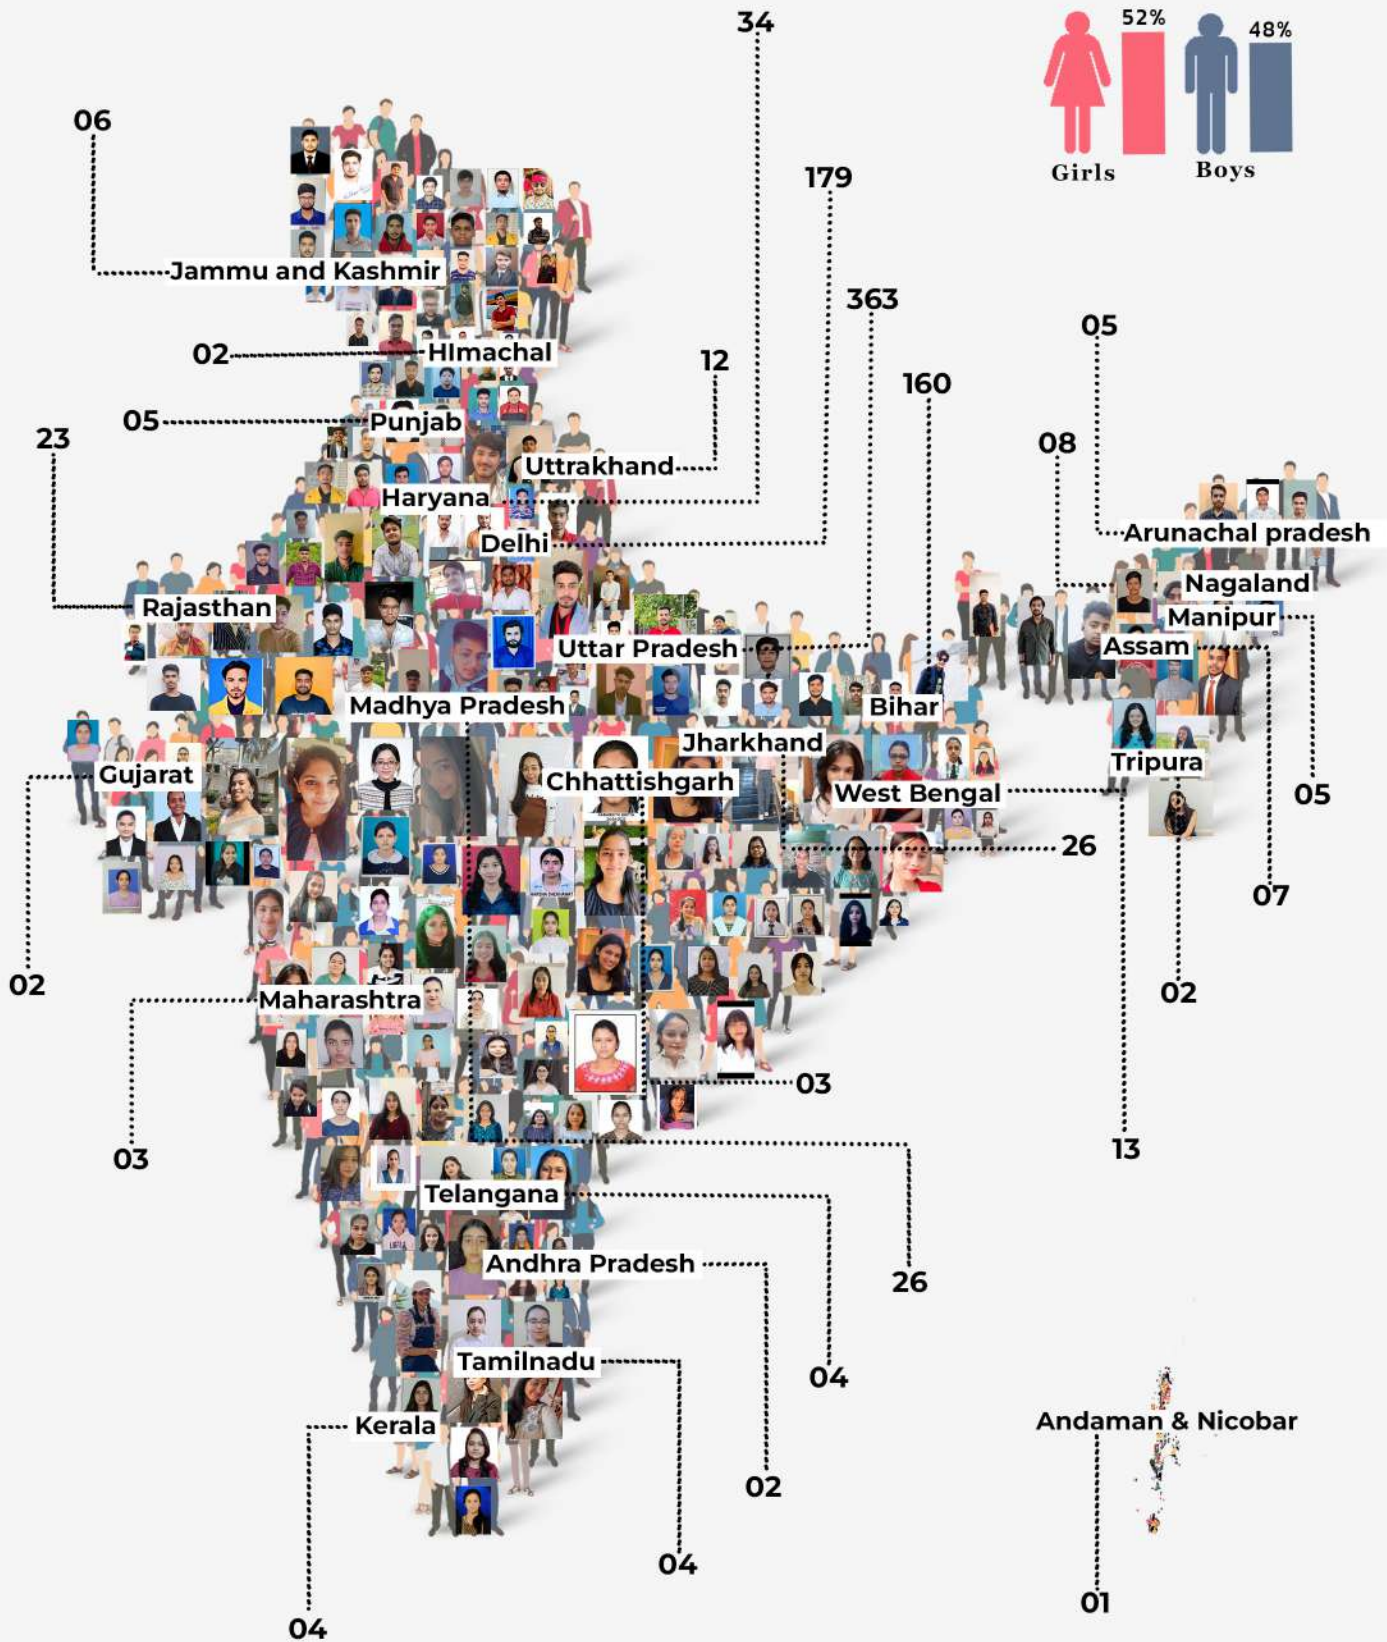 34
52%
48%
Girls
Boys
06
179
Jammu and Kashmir
363
05
02
HImachal
12
160
05
Punjab
23
08
Uttrakhand
Haryana
Delhi
Arunachal pradesh
Nagaland
Rajasthan
Manipur
Uttar Pradesh
Assam
Madhya Pradesh
Bihar
Jharkhand
Gujarat
Chhattishgarh
Tripura
West Bengal
05
26
07
02
02
Maharashtra
03
03
13
Telangana
Andhra Pradesh
26
Tamilnadu
04
Kerala
Andaman & Nicobar
02
04
01
04